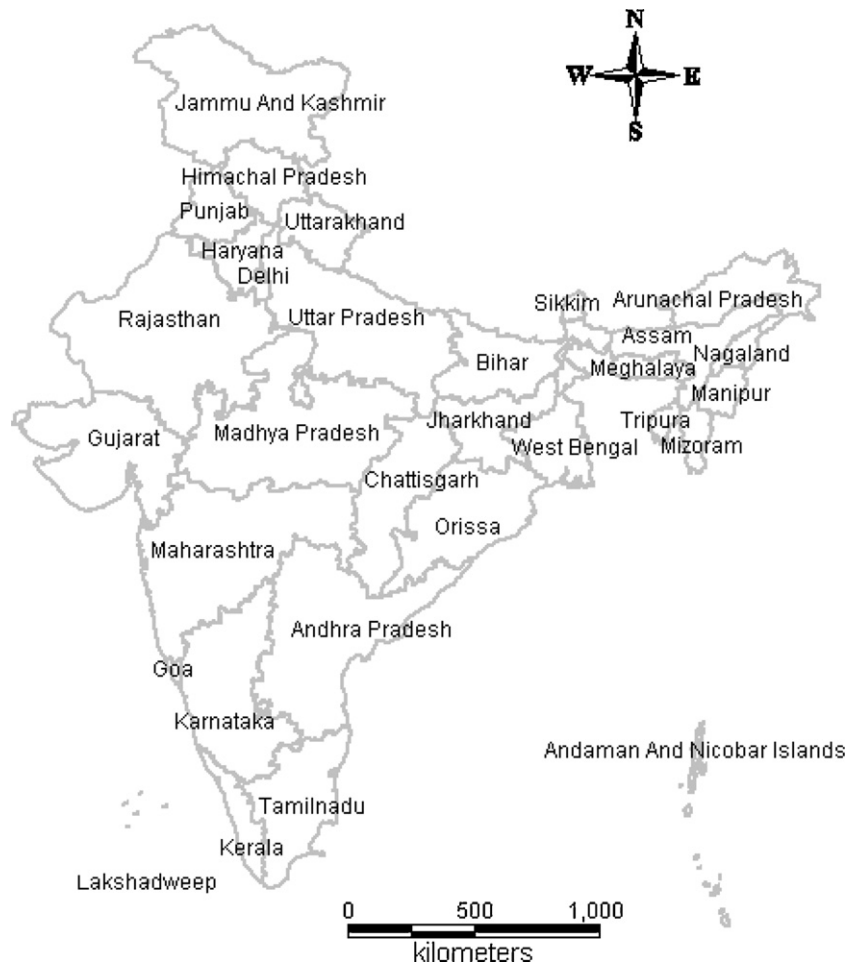 N
W E
S
Jammu And Kashmir
Himachal Pradesh
Punjab
Uttarakhand
Haryana
Delhi
Sikkim
Arunachal Pradesh
Rajasthan
Uttar Pradesh
Assam
Bihar
Nagaland
Meghalaya
Manipur
Gujarat
Madhya Pradesh
Jharkhand
Tripura
West Bengal
Mizoram
Chattisgarh
Orissa
Maharashtra
Andhra Pradesh
Goa
Karnataka
Andaman And Nicobar Islands
Tamilnadu
Kerala
Lakshadweep
0 500 1,000
kilometers